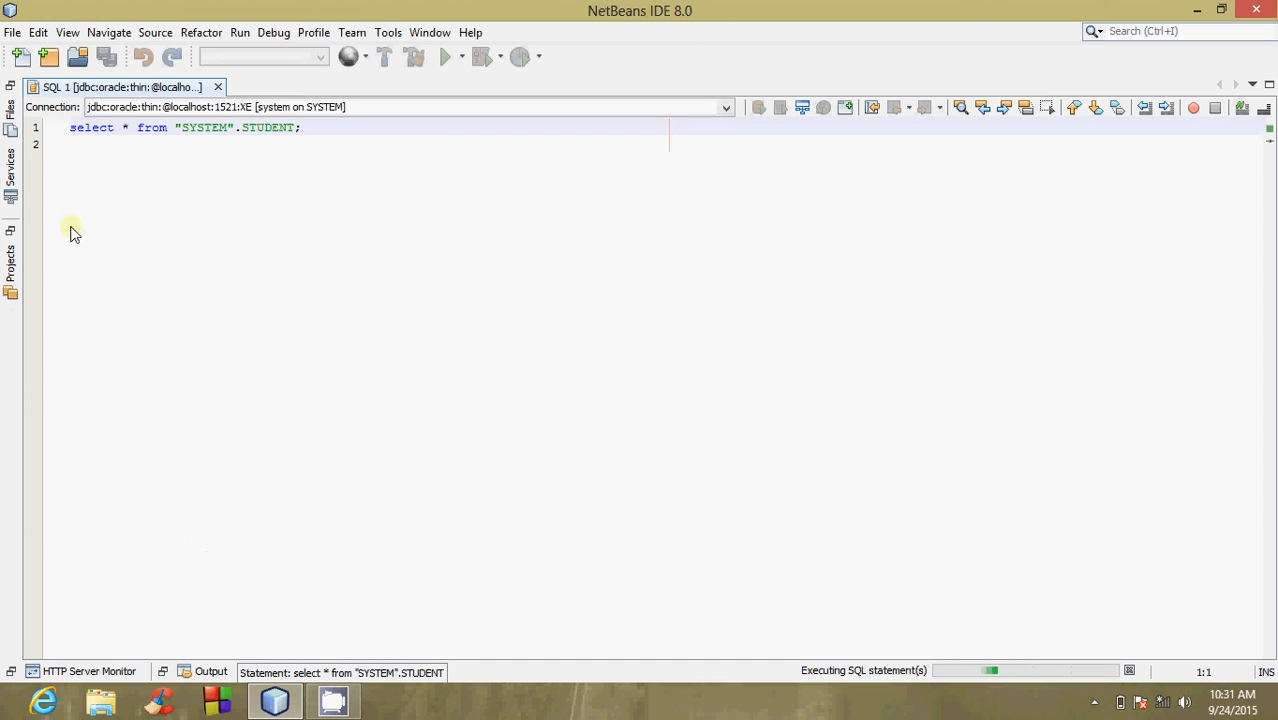 NetBeans IDE 8.0
File Edit View Navigate Source Refactor Run Debug Profile Team Tools Window Help
Search (Ctrl+I)
SQL 1 [jdbc:oracle:thin:@localho...]
Connection: jdbc:oracle:thin:@localhost:1521:XE [system on SYSTEM]
1 select * from "SYSTEM".STUDENT;
2
Files
Services
Projects
HTTP Server Monitor Output Statement: select * from "SYSTEM".STUDENT Executing SQL statement(s) 1:1 INS
10:31 AM
9/24/2015